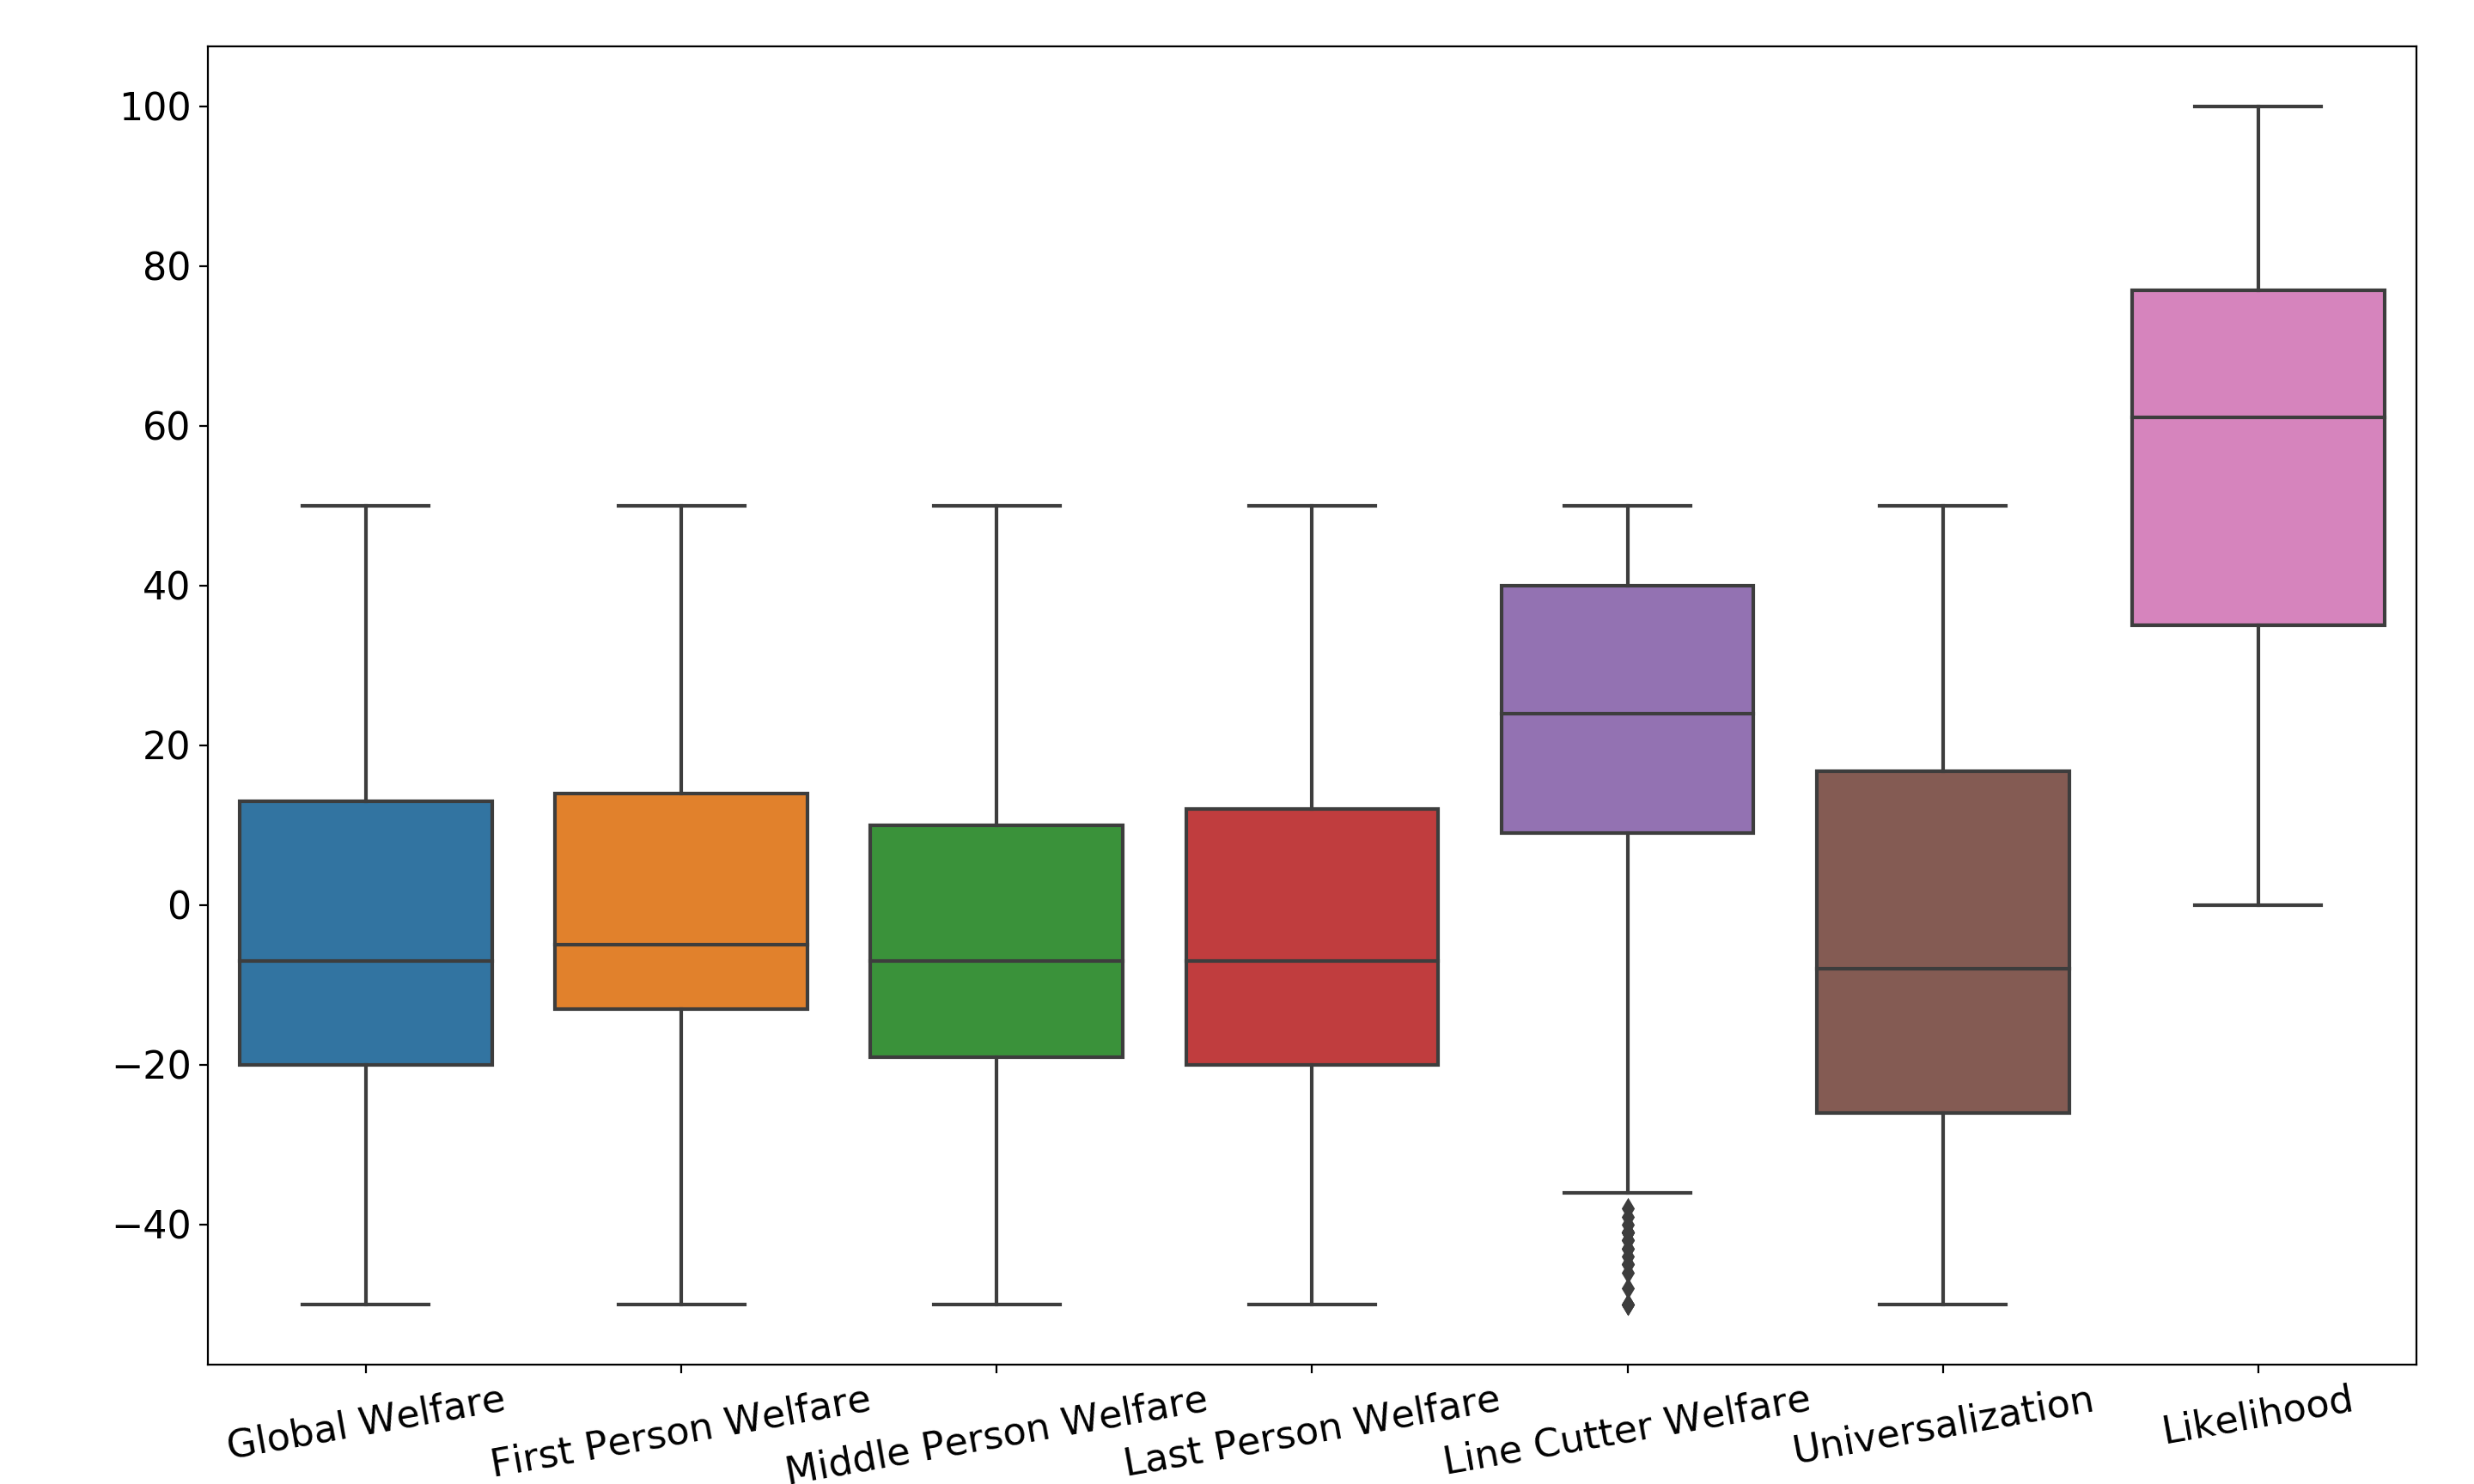 100
80
60
40
20
0
−20
−40
Global Welfare
First Person Welfare
Middle Person Welfare
Last Person Welfare
Line Cutter Welfare
Universalization
Likelihood